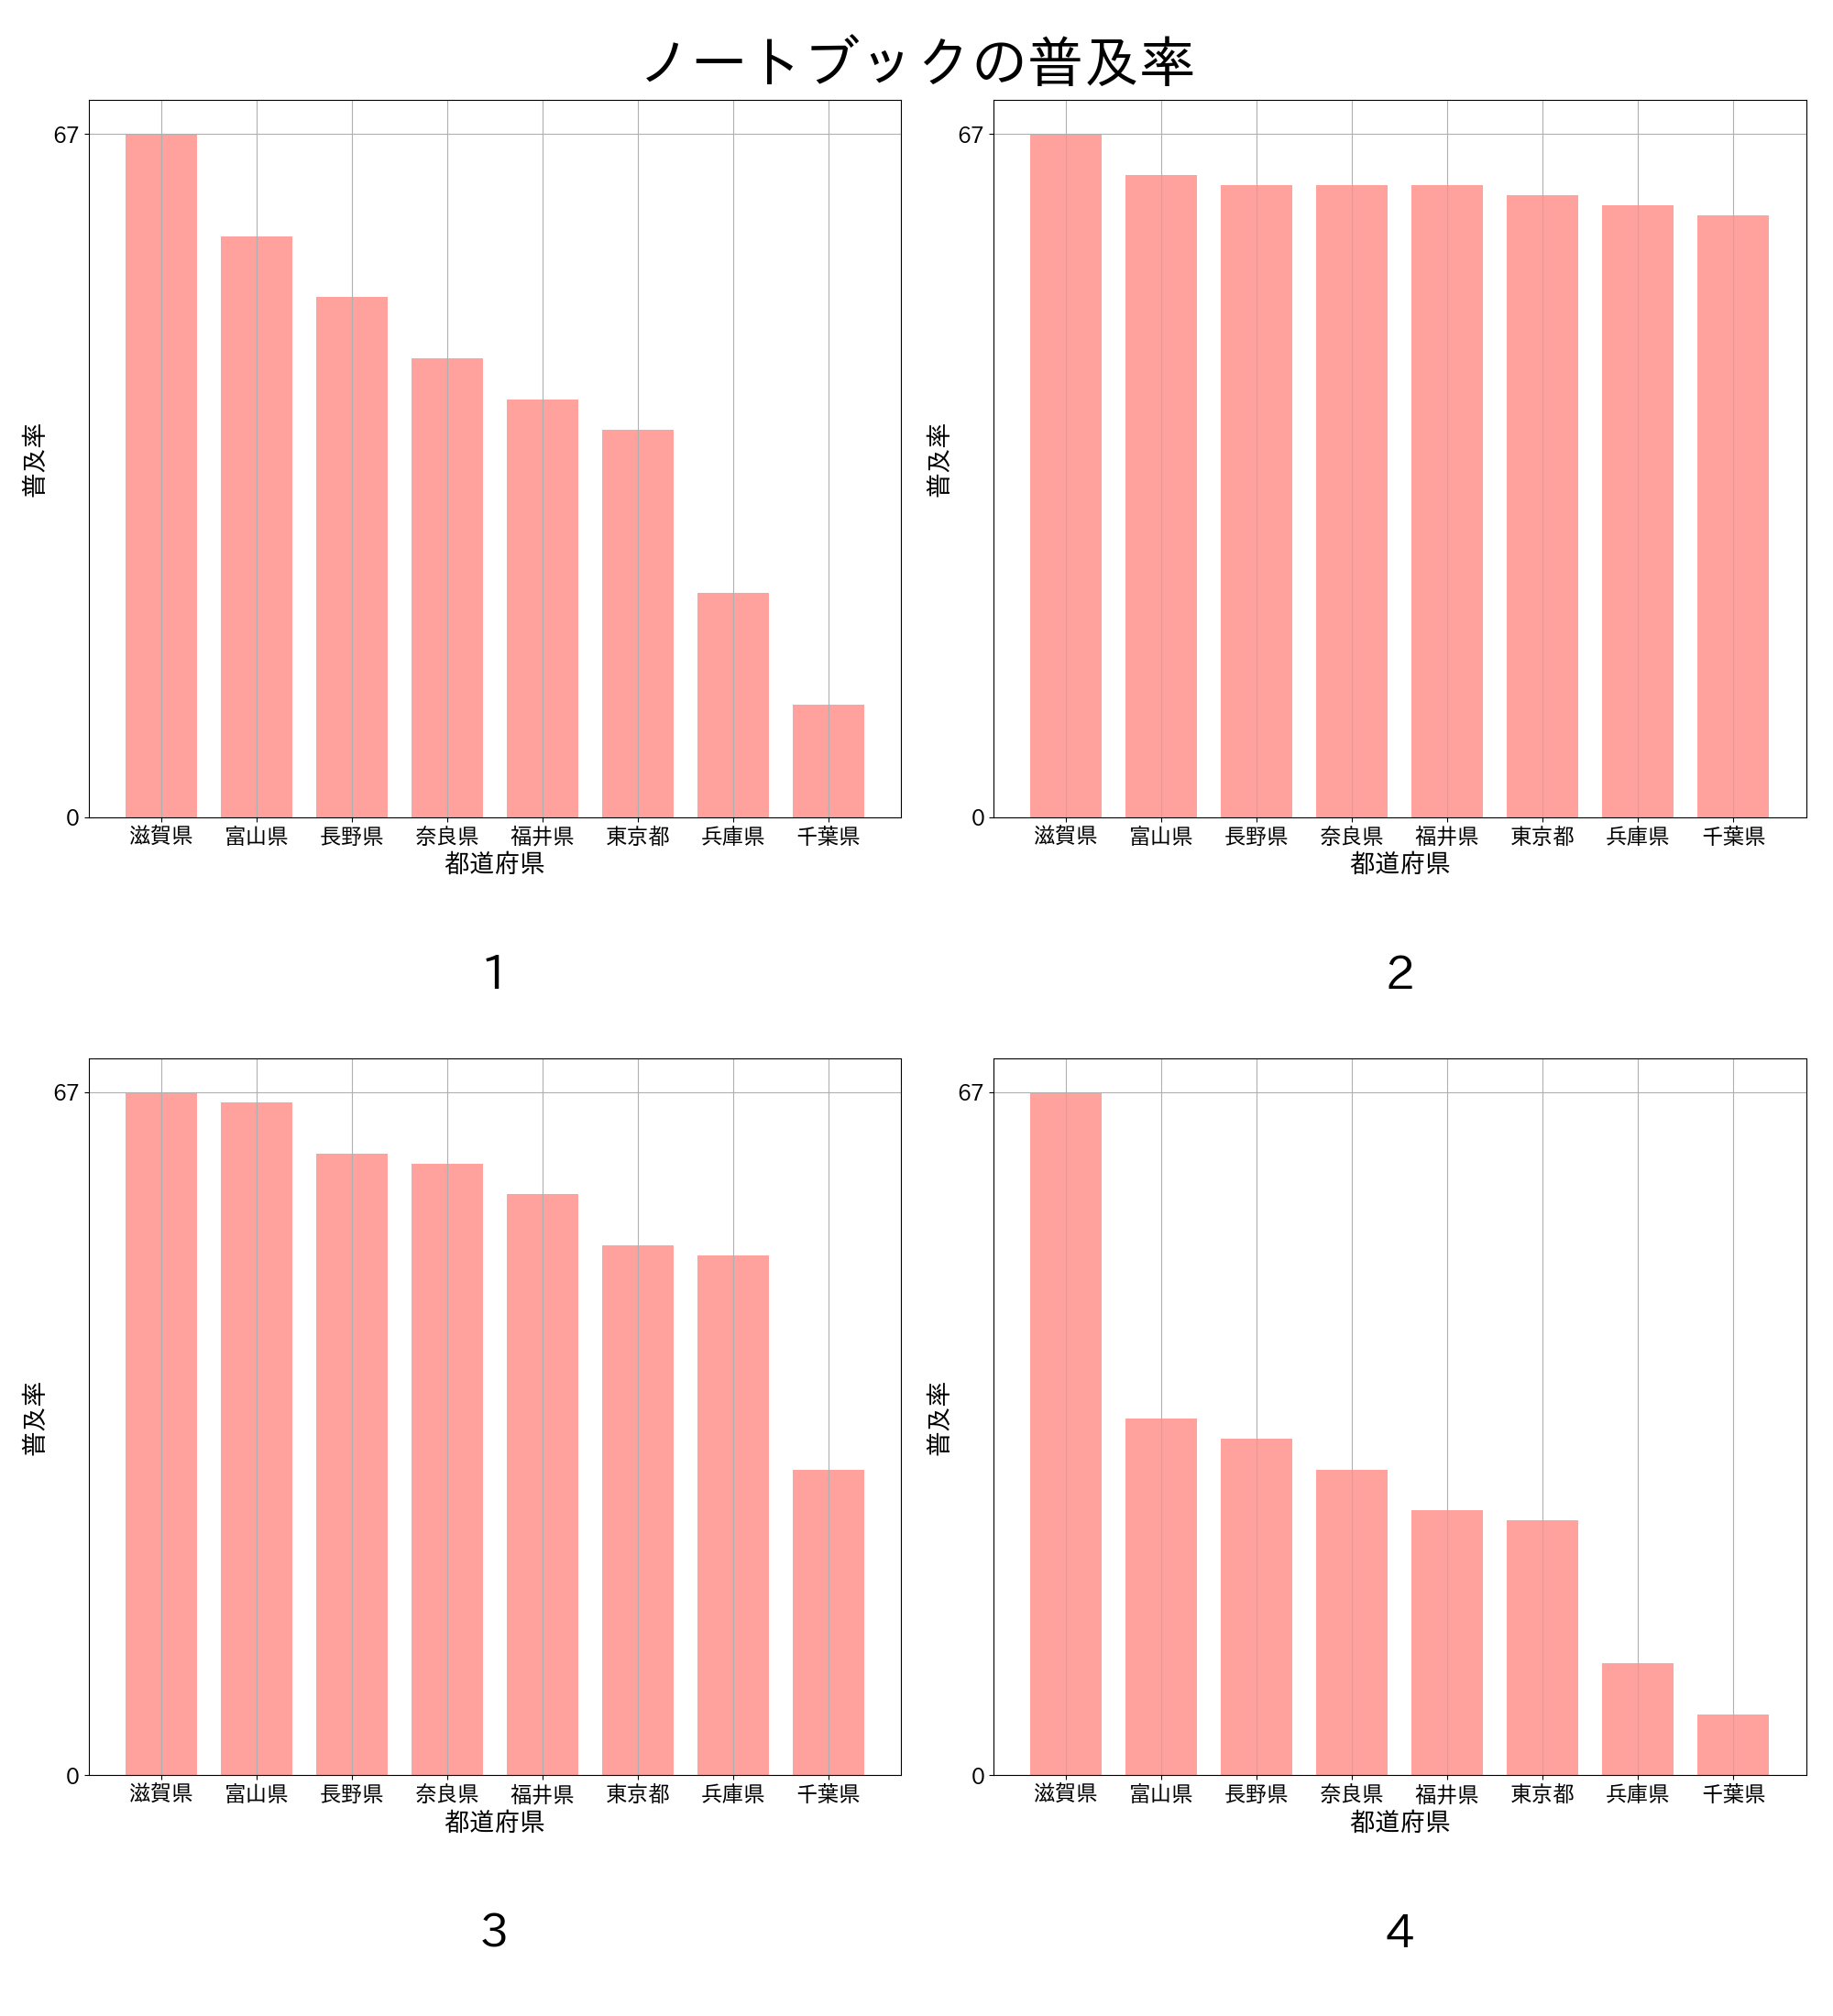 ノートブックの普及率
67
0
普及率
滋賀県 富山県 長野県 奈良県 福井県 東京都 兵庫県 千葉県
都道府県
1
67
0
普及率
滋賀県 富山県 長野県 奈良県 福井県 東京都 兵庫県 千葉県
都道府県
2
67
0
普及率
滋賀県 富山県 長野県 奈良県 福井県 東京都 兵庫県 千葉県
都道府県
3
67
0
普及率
滋賀県 富山県 長野県 奈良県 福井県 東京都 兵庫県 千葉県
都道府県
4